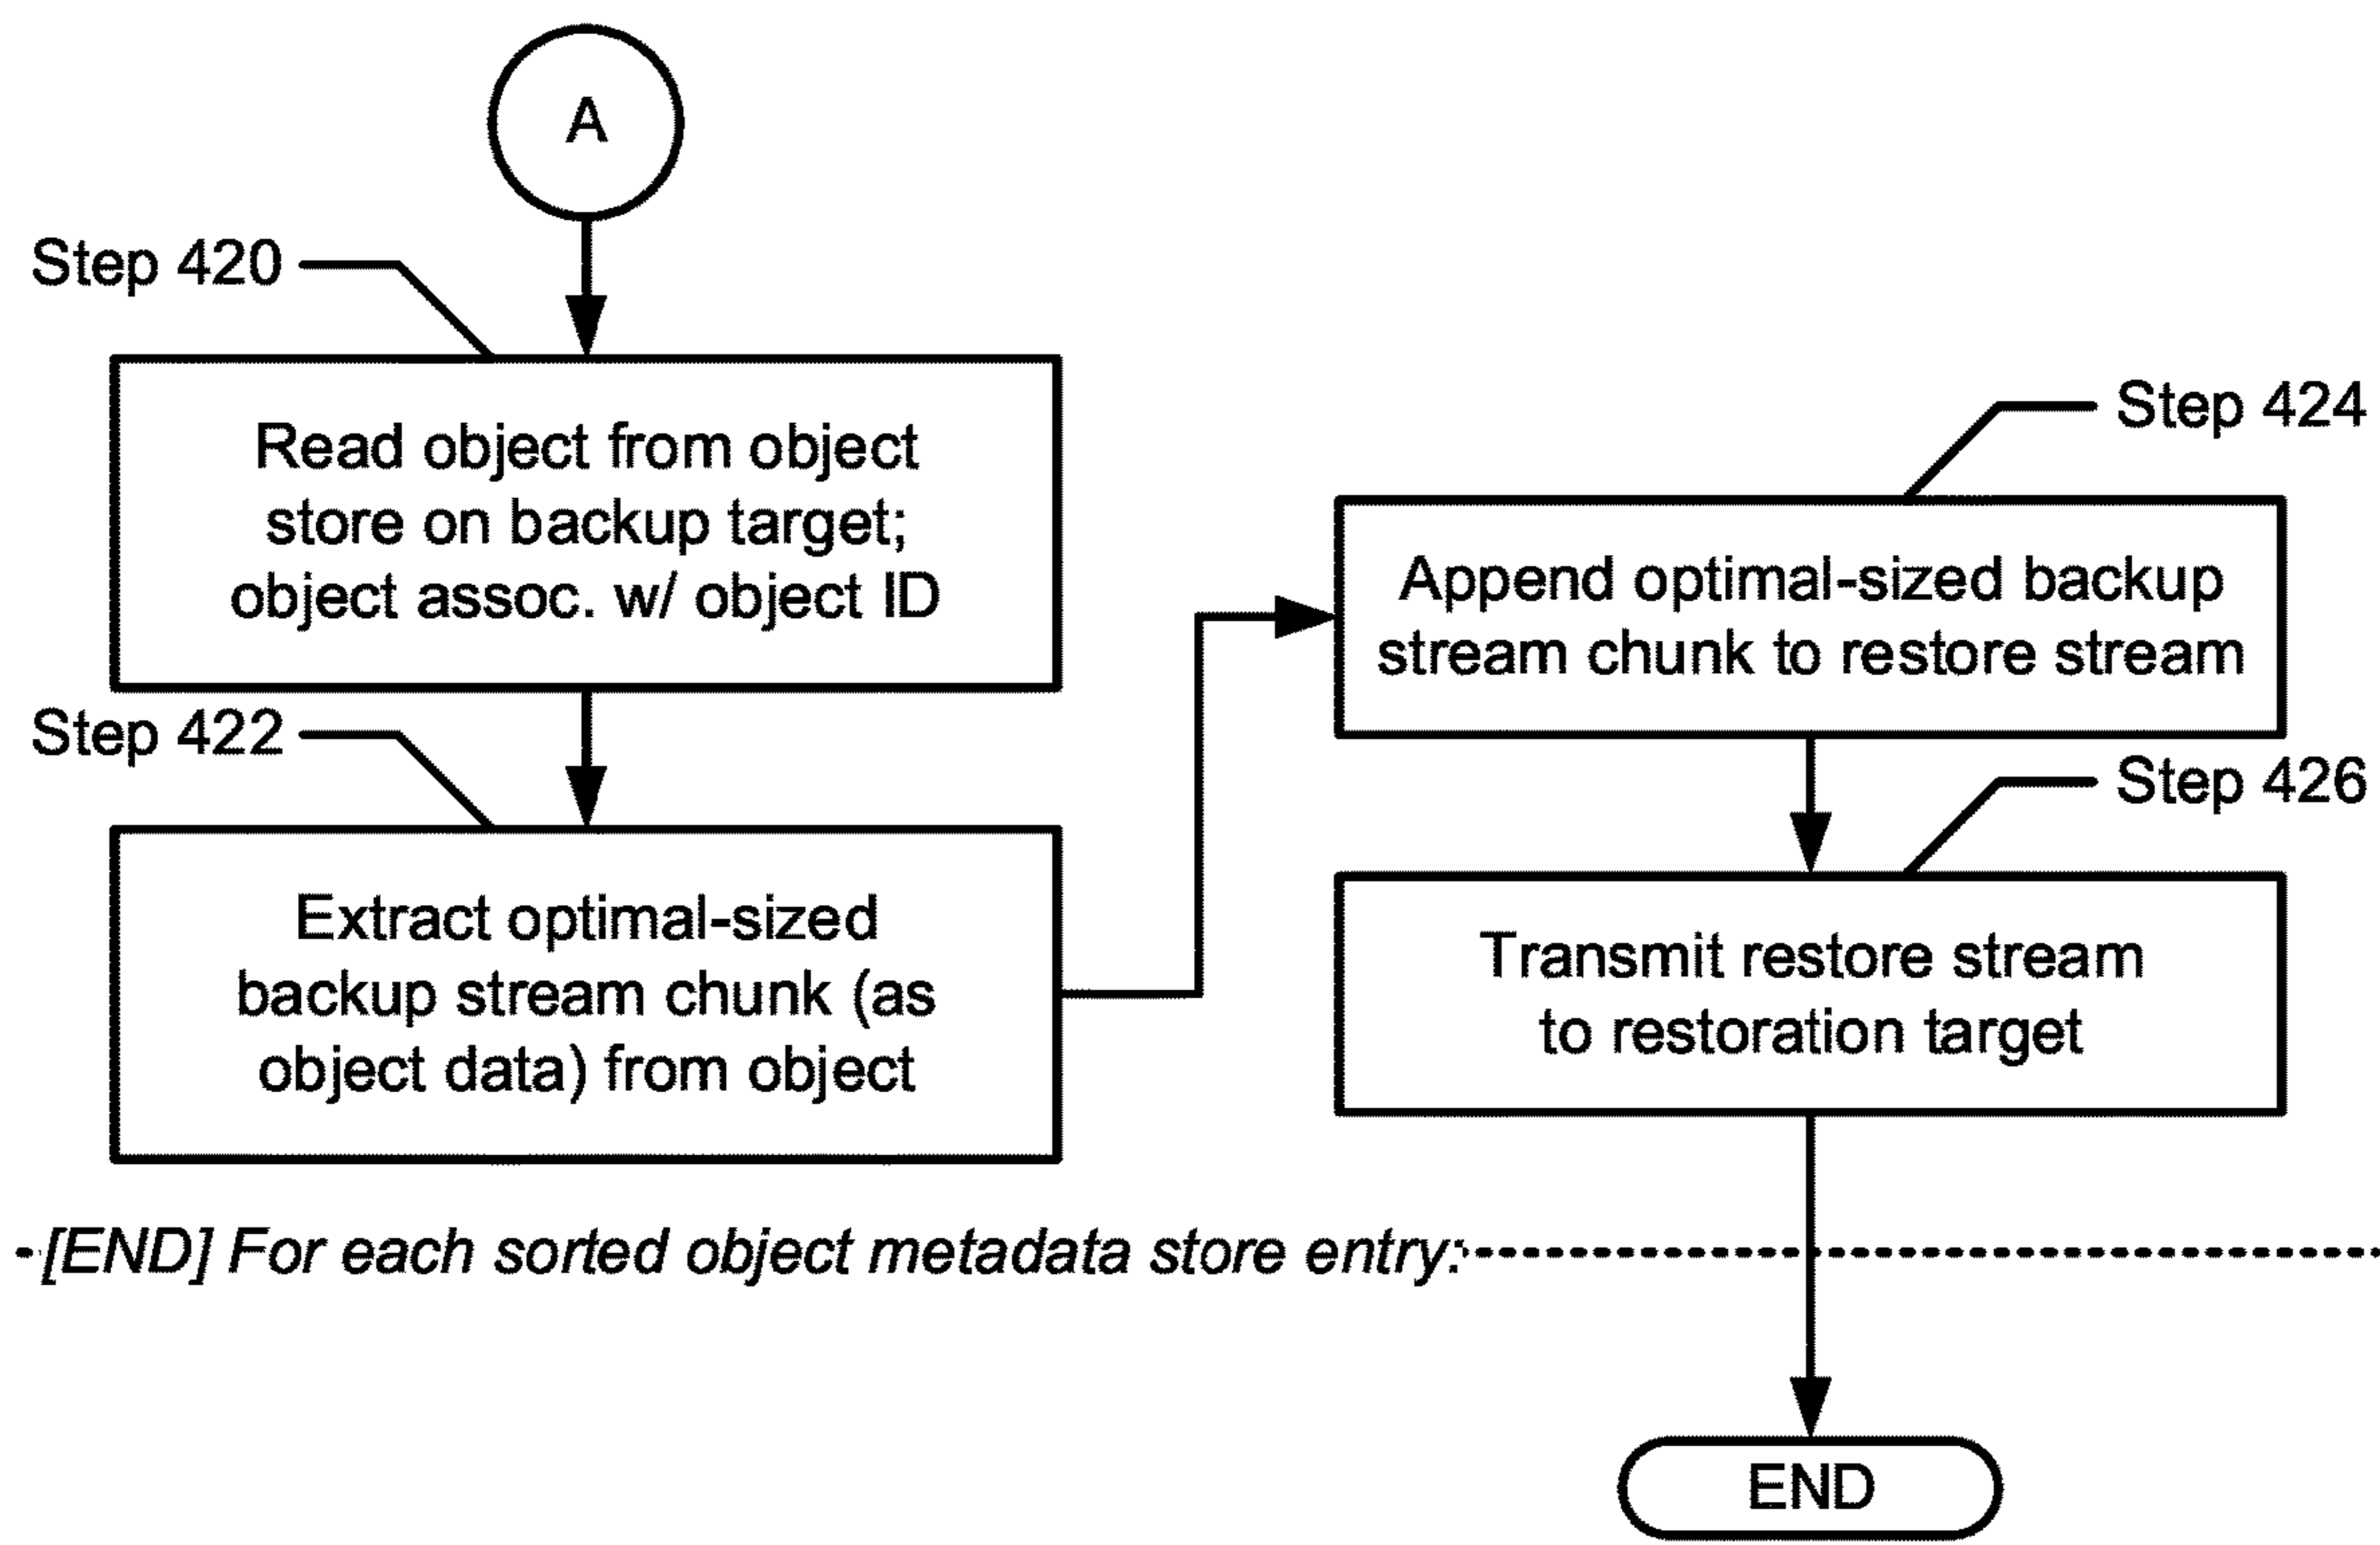 A
Step 420
Read object from object
store on backup target;
object assoc. w/ object ID
Step 422
Extract optimal-sized
backup stream chunk (as
object data) from object
Step 424
Append optimal-sized backup
stream chunk to restore stream
Step 426
Transmit restore stream
to restoration target
[END] For each sorted object metadata store entry:
END